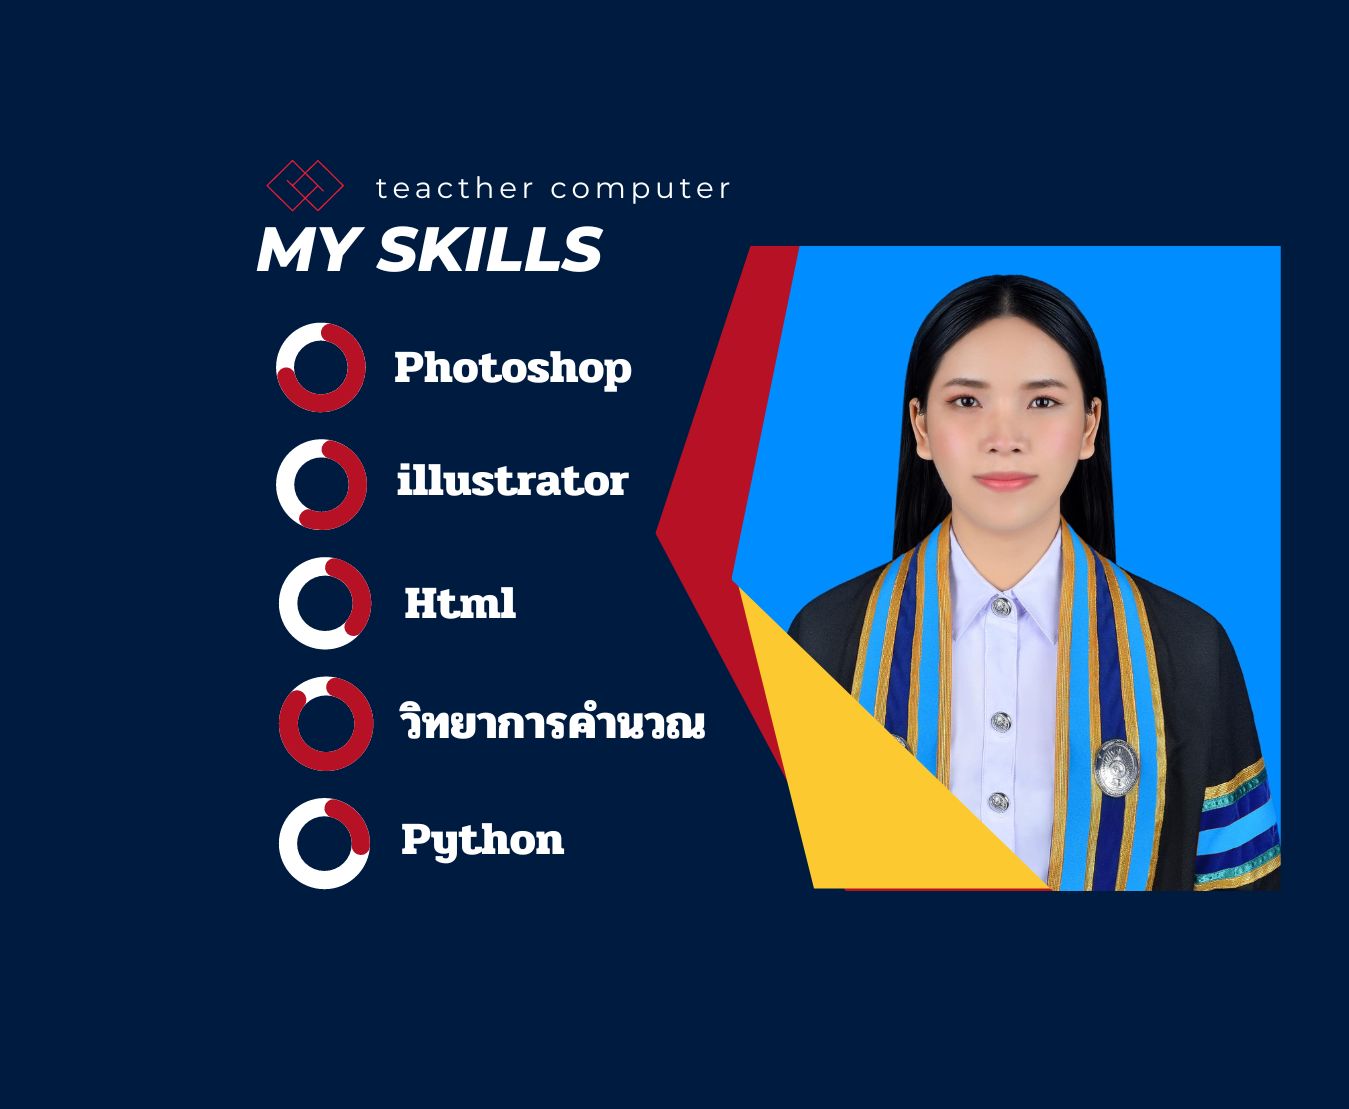 teacther computer
MY SKILLS
Photoshop
illustrator
Html
วิทยาการคำนวณ
Python